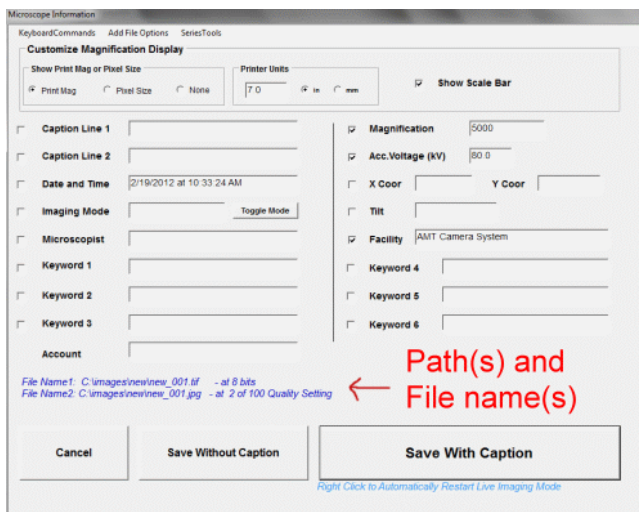 Microscope Information
KeyboardCommands Add File Options SeriesTools
Customize Magnification Display
Show Print Mag or Pixel Size
Print Mag Pixel Size None
Printer Units
7.0 in mm
Show Scale Bar
Caption Line 1
Caption Line 2
Date and Time 2/19/2012 at 10:33:24 AM
Imaging Mode Toggle Mode
Microscopist
Keyword 1
Keyword 2
Keyword 3
Account
Magnification 5000
Acc.Voltage (kV) 80.0
X Coor Y Coor
Tilt
Facility AMT Camera System
Keyword 4
Keyword 5
Keyword 6
File Name1: C:\images\new\new_001.tif - at 8 bits
File Name2: C:\images\new\new_001.jpg - at 2 of 100 Quality Setting
Path(s) and
File name(s)
Cancel
Save Without Caption
Save With Caption
Right Click to Automatically Restart Live Imaging Mode